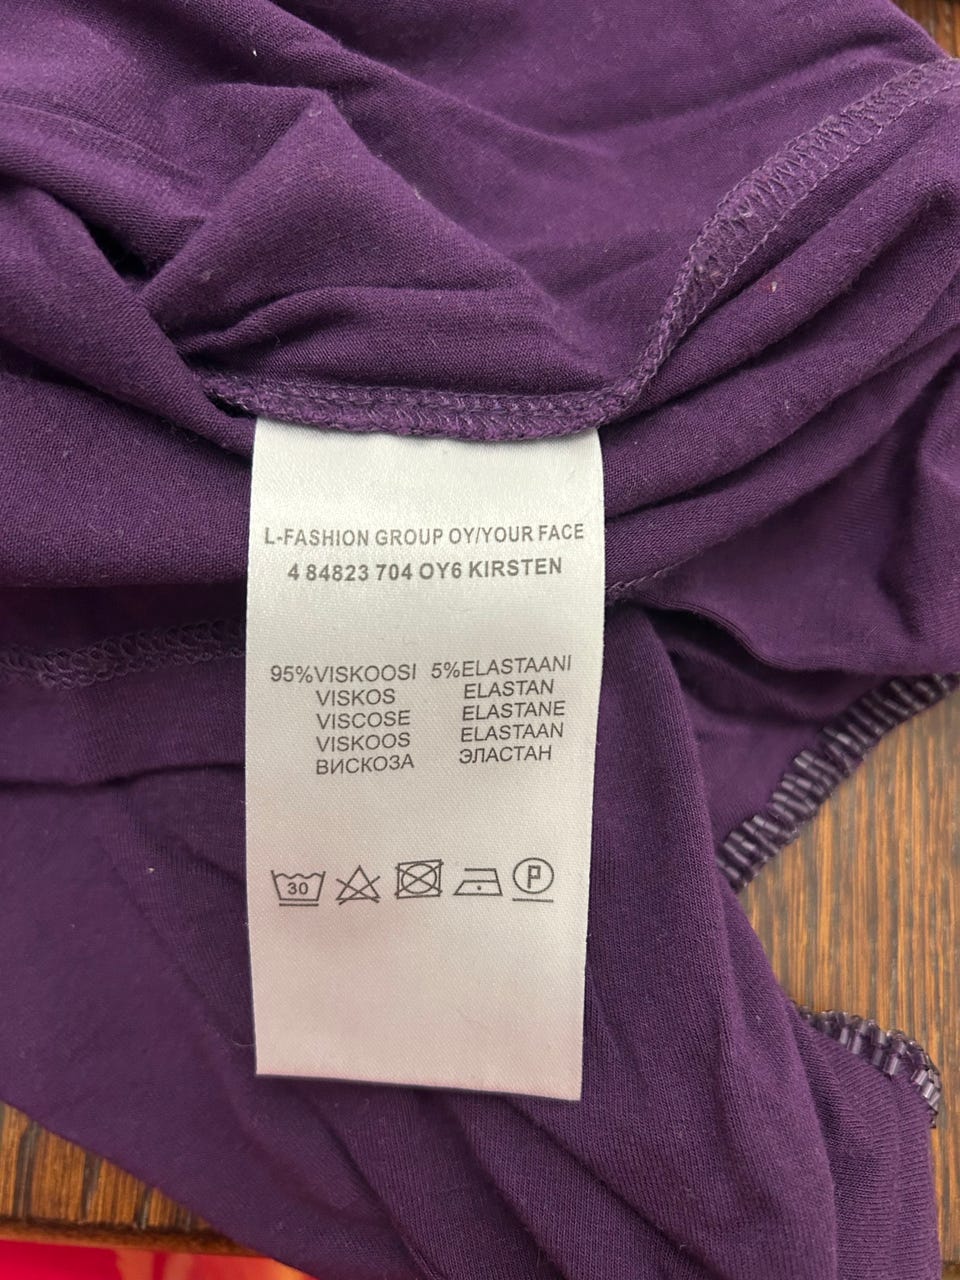 L-FASHION GROUP OY/YOUR FACE
4 84823 704 OY6 KIRSTEN
95%VISKOOSI 5%ELASTAANI
VISKOS ELASTAN
VISCOSE ELASTANE
VISKOOS ELASTAAN
ВИСКОЗА ЭЛАСТАН
30 P